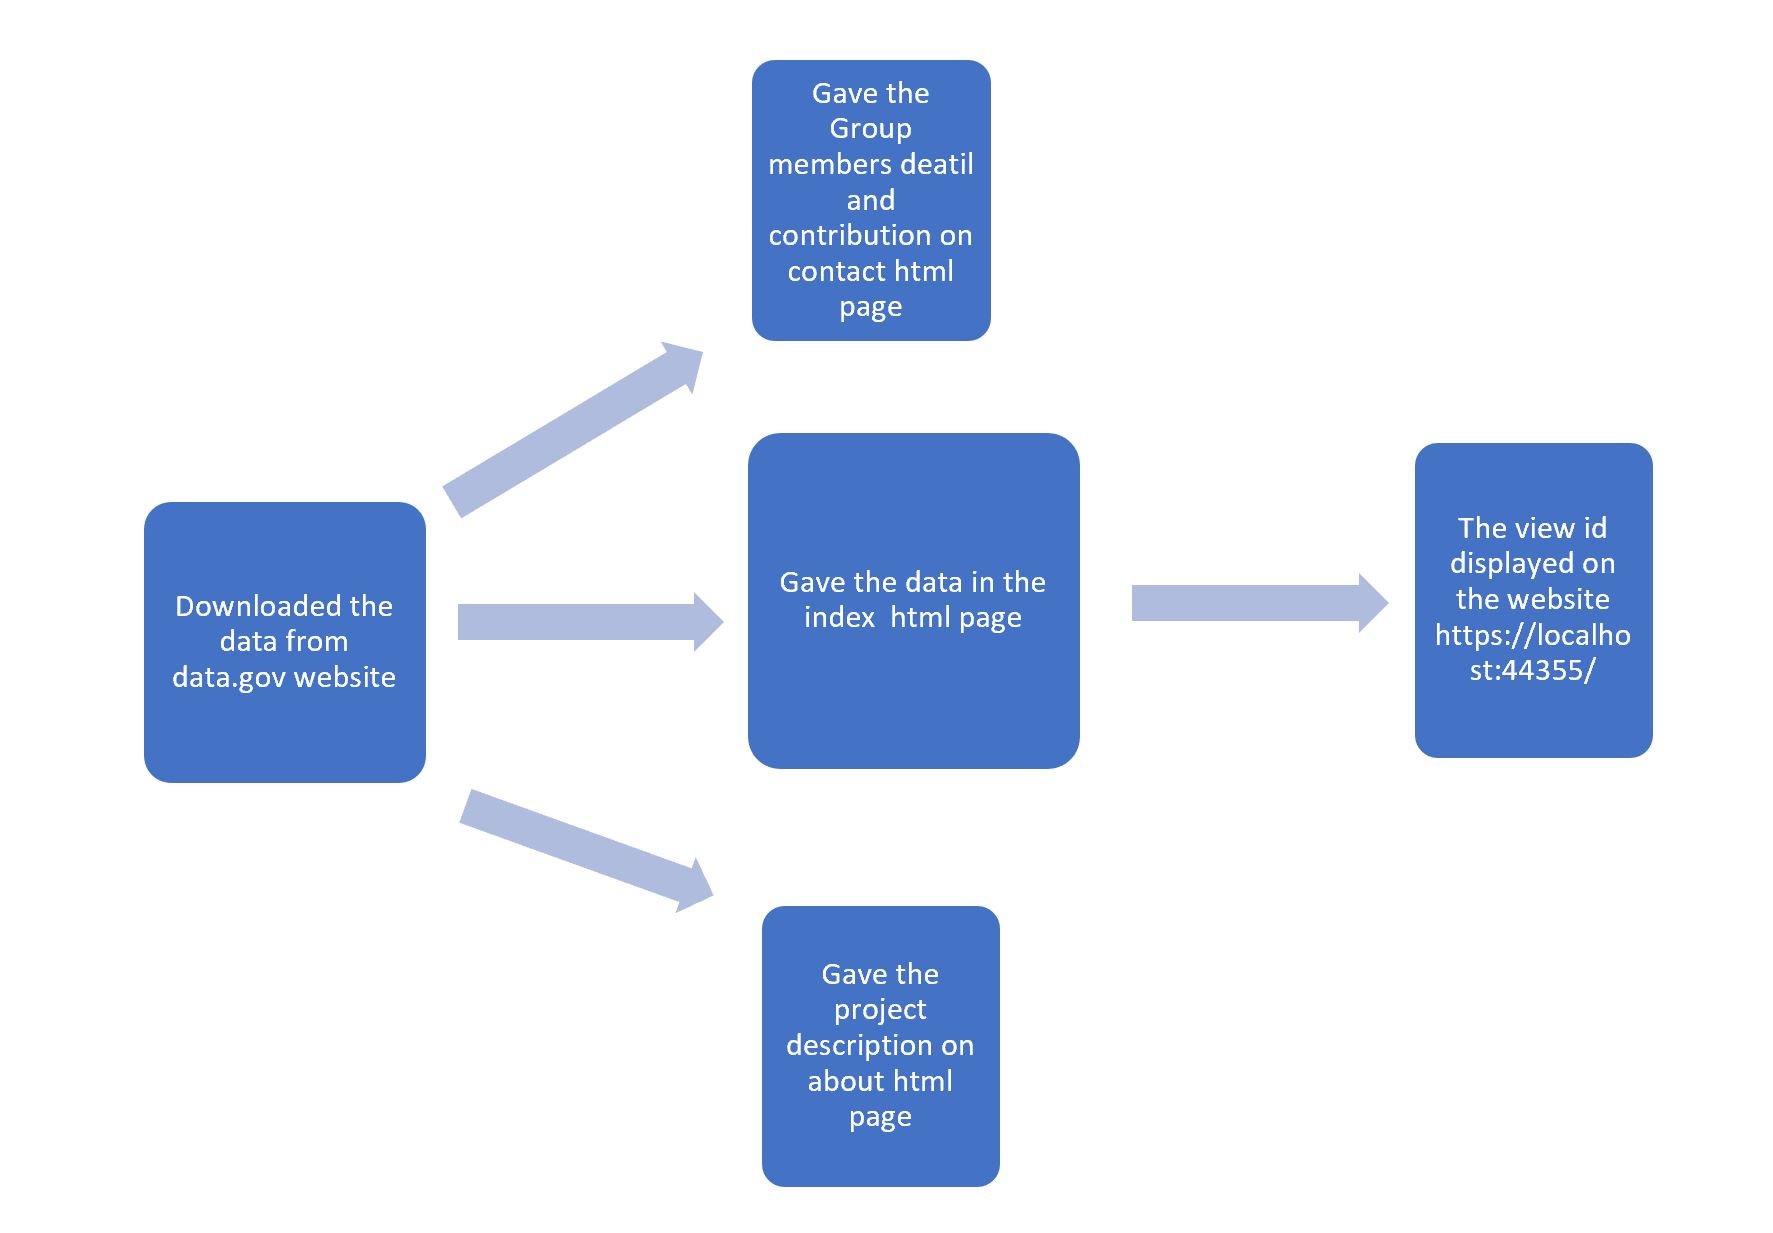 Gave the
Group
members deatil
and
contribution on
contact html
page
Downloaded the
data from
data.gov website
Gave the data in the
index  html page
The view id
displayed on
the website
https://localho
st:44355/
Gave the
project
description on
about html
page